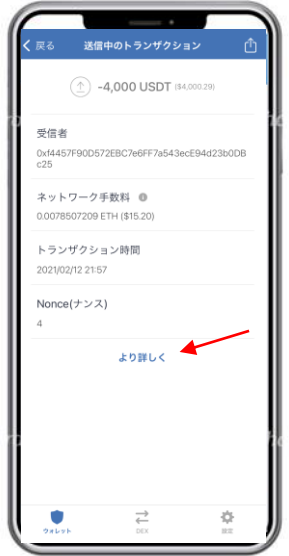 戻る 送信中のトランザクション
-4,000 USDT ($4,000.29)
受信者
0xf4457F90D572EBC7e6FF7a543ecE94d23b0DB
c25
ネットワーク手数料
0.0078507209 ETH ($15.20)
トランザクション時間
2021/02/12 21:57
Nonce(ナンス)
4
より詳しく
ウォレット DEX 設定